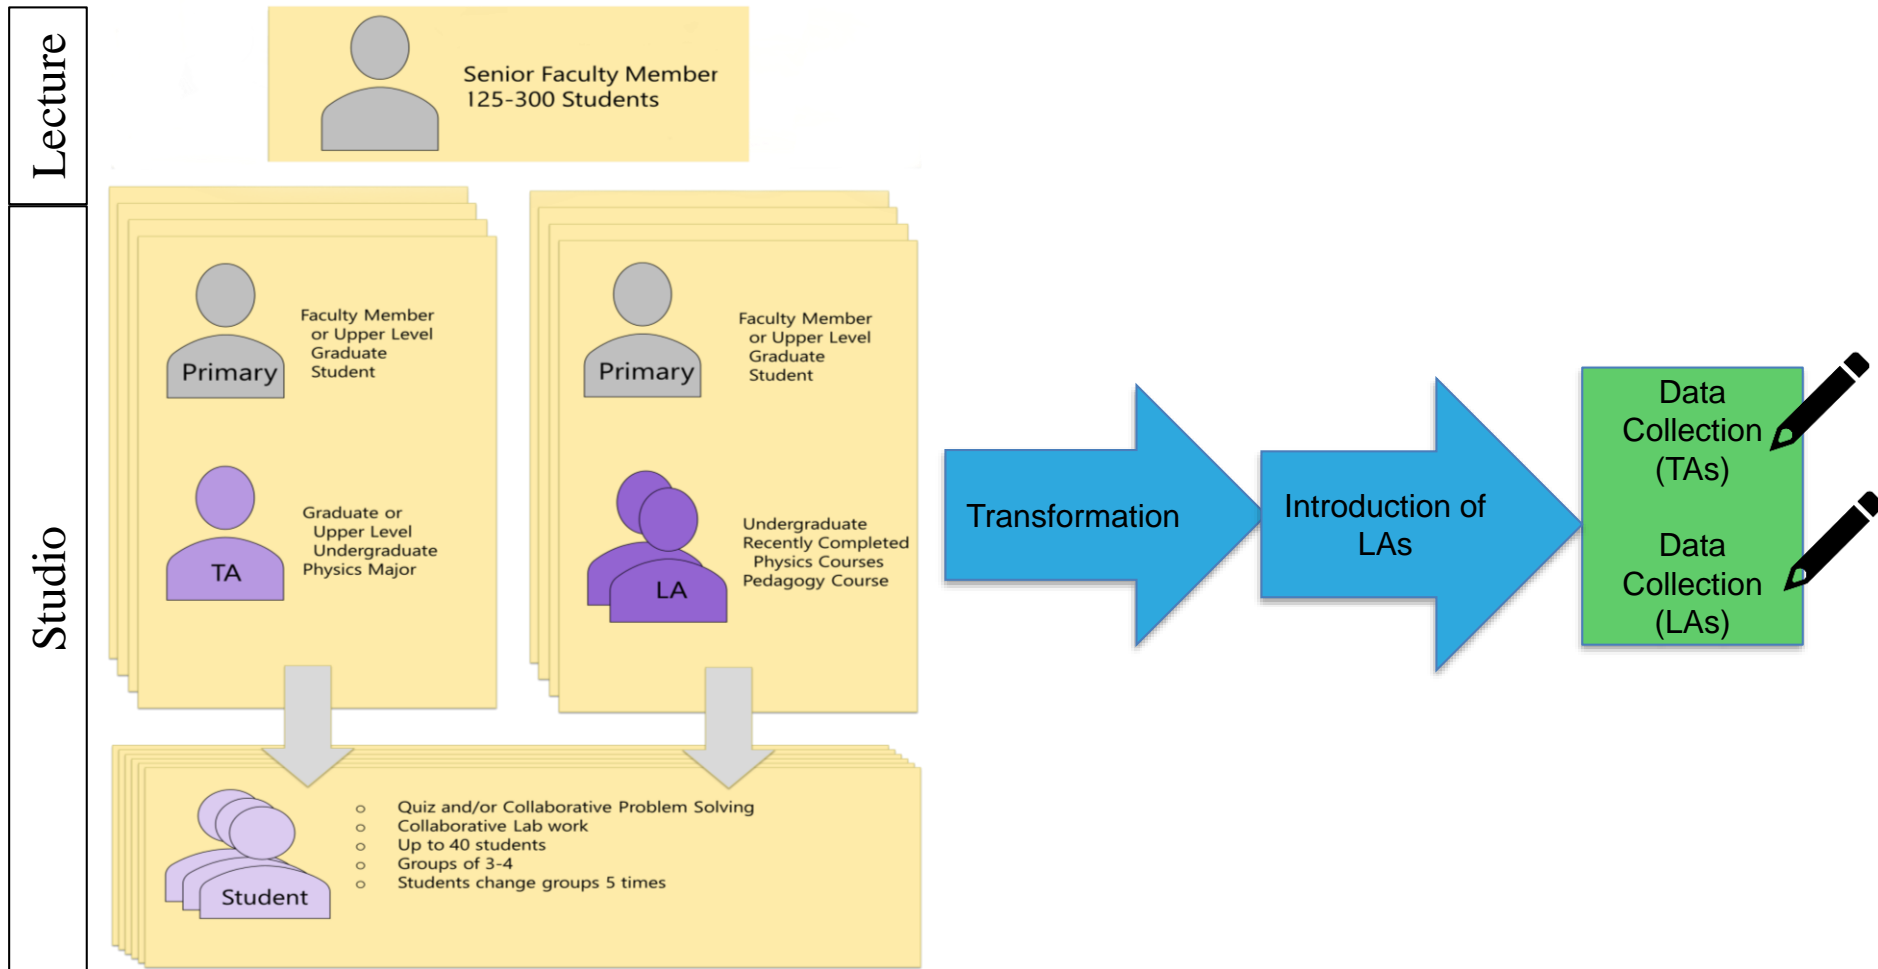 Lecture
Senior Faculty Member
125-300 Students
Studio
Primary
Faculty Member
or Upper Level
Graduate
Student
TA
Graduate or
Upper Level
Undergraduate
Physics Major
Primary
Faculty Member
or Upper Level
Graduate
Student
LA
Undergraduate
Recently Completed
Physics Courses
Pedagogy Course
Student
o Quiz and/or Collaborative Problem Solving
o Collaborative Lab work
o Up to 40 students
o Groups of 3-4
o Students change groups 5 times
Transformation
Introduction of
LAs
Data
Collection
(TAs)
Data
Collection
(LAs)